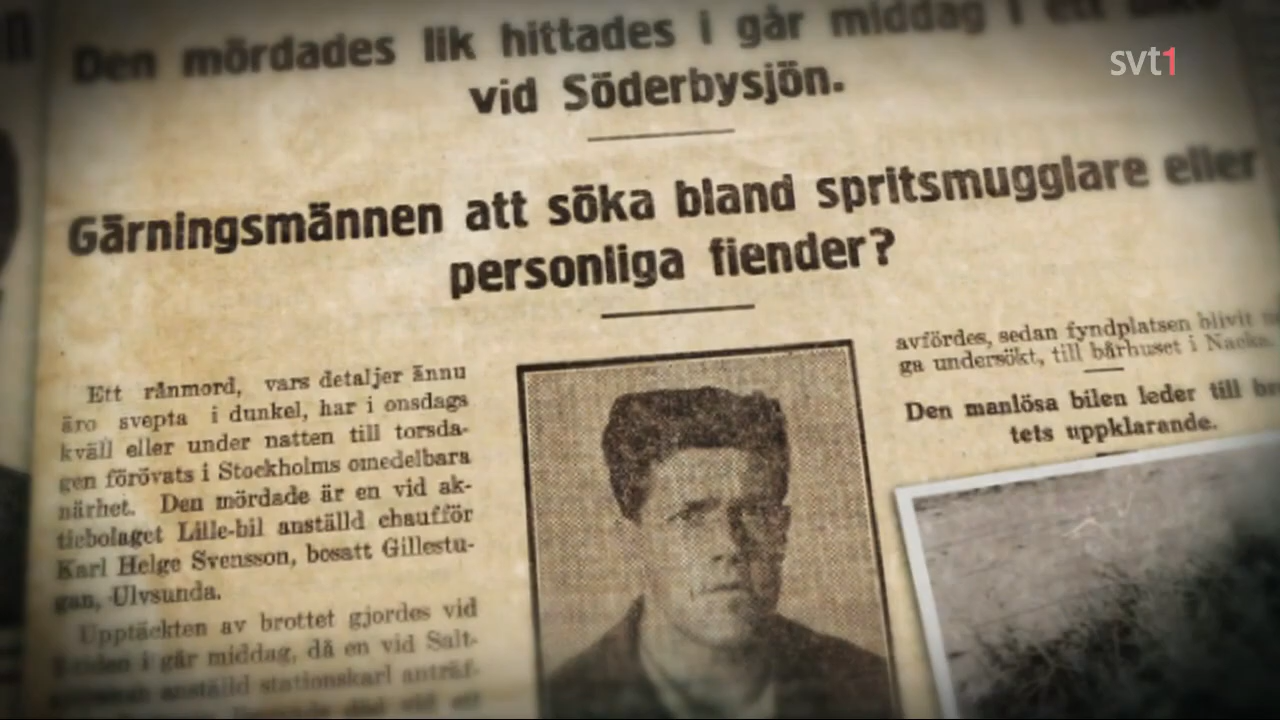 svt1
Den mördades lik hittades i går middag i ett
vid Söderbysjön.
Gärningsmännen att söka bland spritsmugglare eller
personliga fiender?
Ett rånmord, vars detaljer ännu
äro svepta i dunkel, har i onsdags
kväll eller under natten till torsda-
gen förövats i Stockholms omedelbara
närhet. Den mördade är en vid ak-
tiebolaget Lille-bil anställd chaufför
Karl Helge Svensson, bosatt Gillestu-
gan, Ulvsunda.
Upptäckten av brottet gjordes vid
i går middag, då en vid Salt-
anställd stationskarl anträf-
avfördes, sedan fyndplatsen blivit
ga undersökt, till bårhuset i Nacka.
Den manlösa bilen leder till
tets uppklarande.